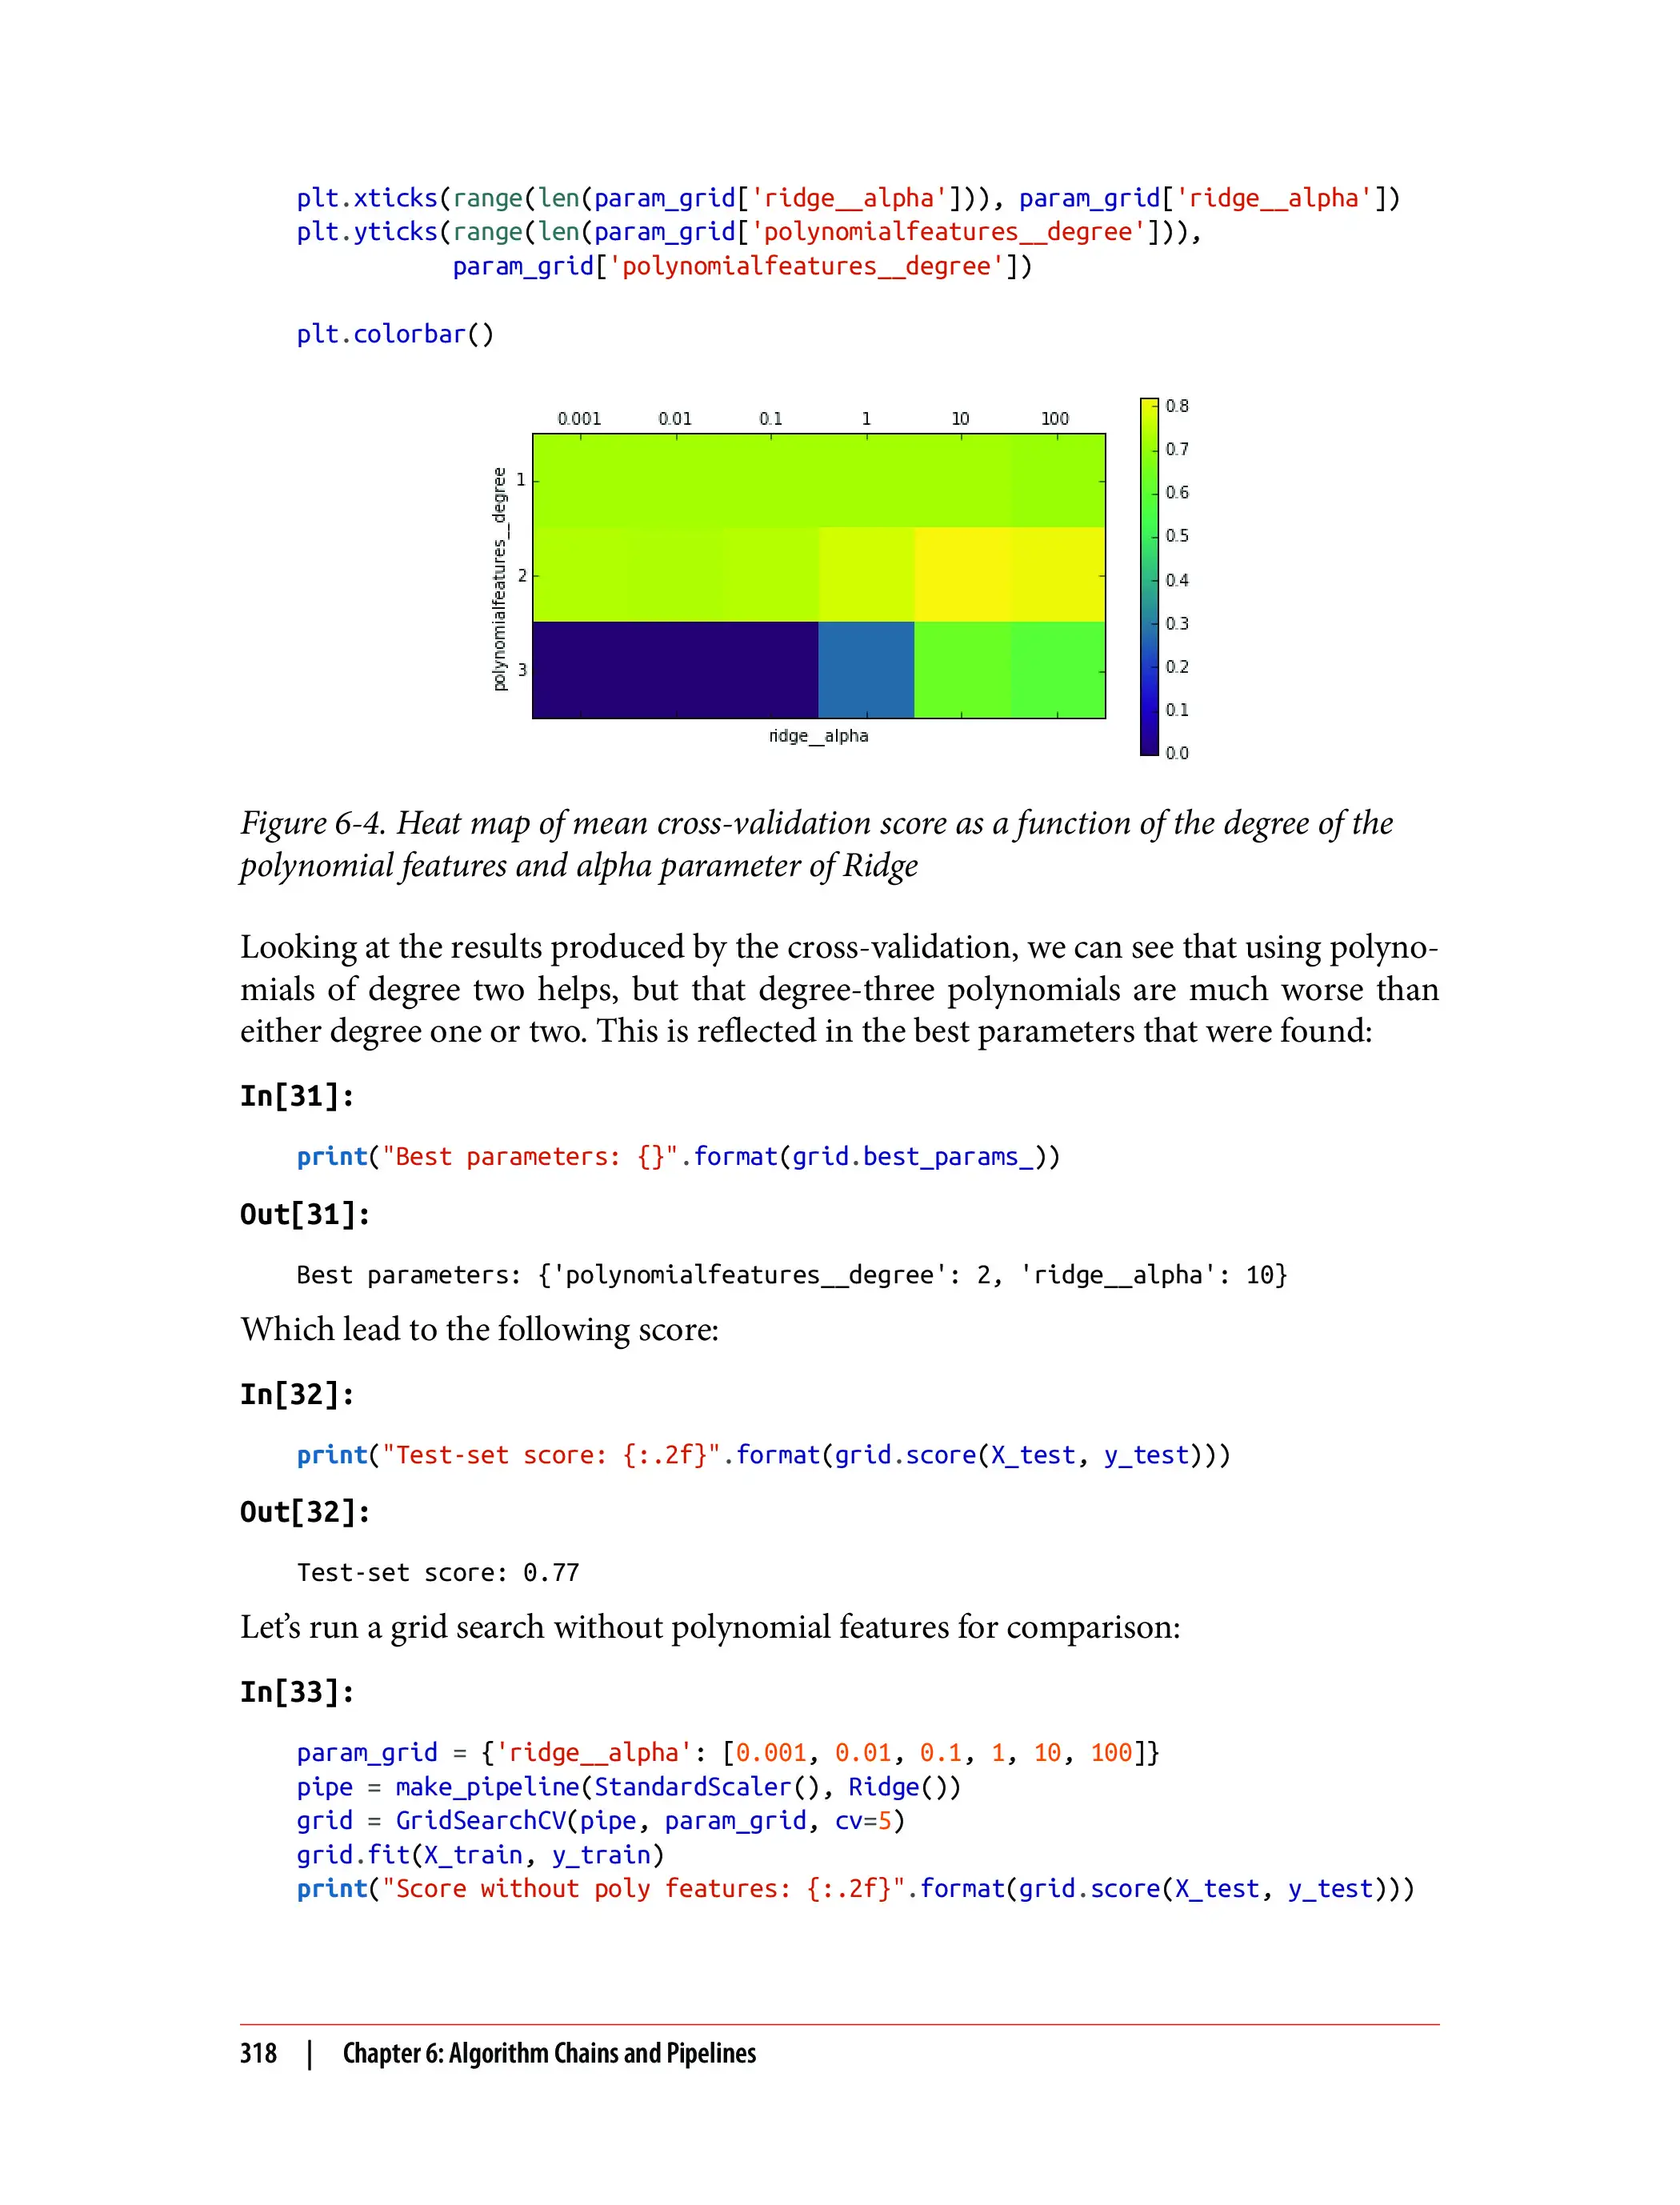 plt.xticks(range(len(param_grid['ridge__alpha'])), param_grid['ridge__alpha'])
plt.yticks(range(len(param_grid['polynomialfeatures__degree'])),
           param_grid['polynomialfeatures__degree'])
plt.colorbar()
0.001 0.01 0.1 1 10 100
polynomialfeatures__degree
1
2
3
ridge__alpha
0.8
0.7
0.6
0.5
0.4
0.3
0.2
0.1
0.0
Figure 6-4. Heat map of mean cross-validation score as a function of the degree of the
polynomial features and alpha parameter of Ridge
Looking at the results produced by the cross-validation, we can see that using polyno-
mials of degree two helps, but that degree-three polynomials are much worse than
either degree one or two. This is reflected in the best parameters that were found:
In[31]:
print("Best parameters: {}".format(grid.best_params_))
Out[31]:
Best parameters: {'polynomialfeatures__degree': 2, 'ridge__alpha': 10}
Which lead to the following score:
In[32]:
print("Test-set score: {:.2f}".format(grid.score(X_test, y_test)))
Out[32]:
Test-set score: 0.77
Let’s run a grid search without polynomial features for comparison:
In[33]:
param_grid = {'ridge__alpha': [0.001, 0.01, 0.1, 1, 10, 100]}
pipe = make_pipeline(StandardScaler(), Ridge())
grid = GridSearchCV(pipe, param_grid, cv=5)
grid.fit(X_train, y_train)
print("Score without poly features: {:.2f}".format(grid.score(X_test, y_test)))
318 | Chapter 6: Algorithm Chains and Pipelines